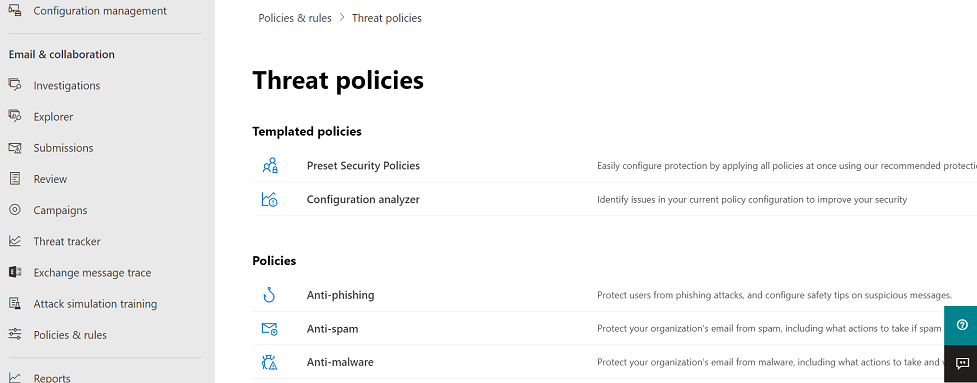 Configuration management
Email & collaboration
Investigations
Explorer
Submissions
Review
Campaigns
Threat tracker
Exchange message trace
Attack simulation training
Policies & rules
Reports
Policies & rules > Threat policies
Threat policies
Templated policies
Preset Security Policies Easily configure protection by applying all policies at once using our recommended protectio
Configuration analyzer Identify issues in your current policy configuration to improve your security
Policies
Anti-phishing Protect users from phishing attacks, and configure safety tips on suspicious messages.
Anti-spam Protect your organization's email from spam, including what actions to take if spam
Anti-malware Protect your organization's email from malware, including what actions to take and